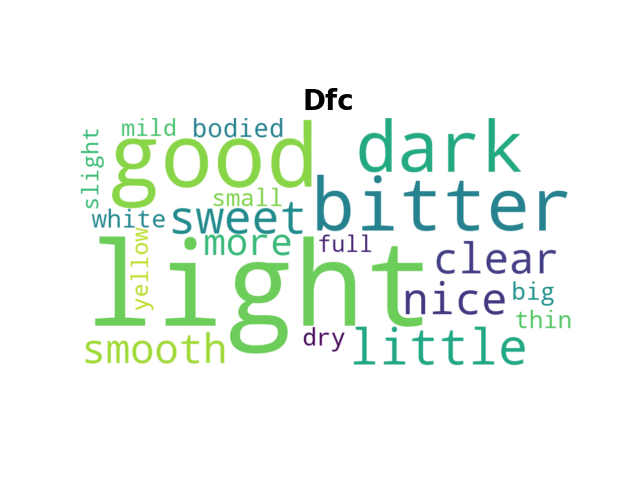 Dfc
mild bodied
slight good dark
small bitter
white sweet
more full
yellow light clear
nice big
thin
smooth dry little